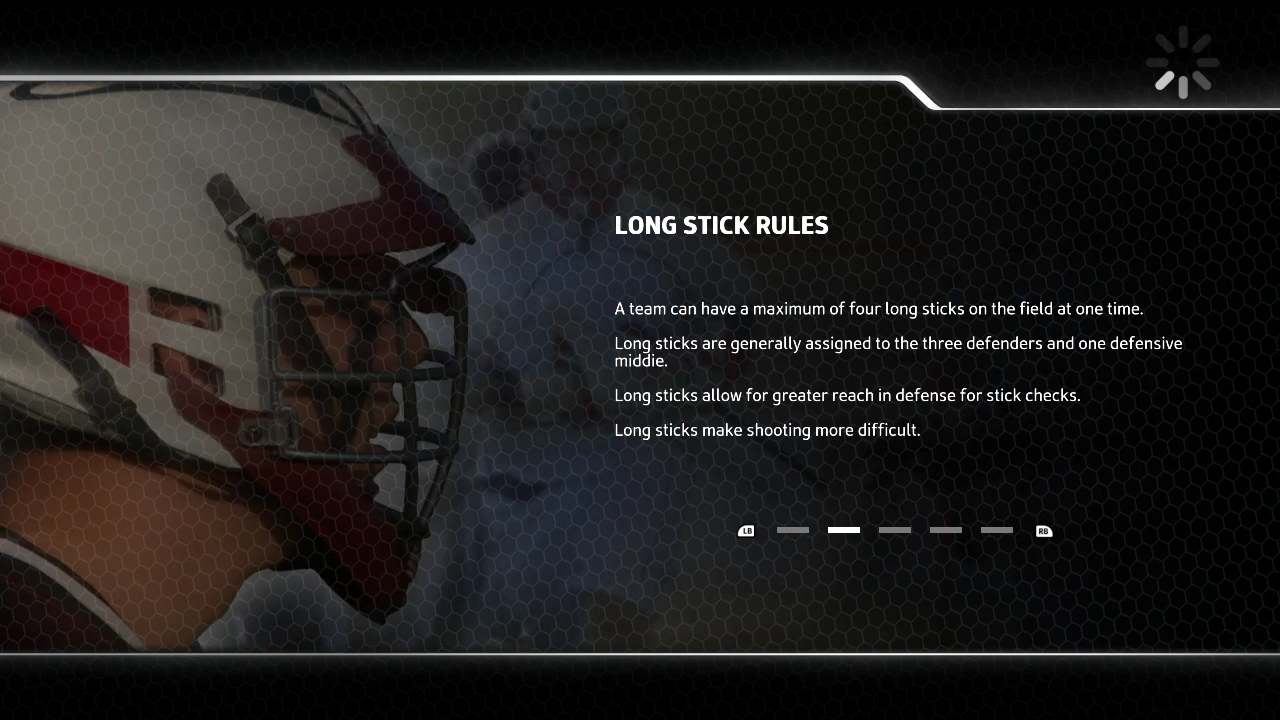 LONG STICK RULES
A team can have a maximum of four long sticks on the field at one time.
Long sticks are generally assigned to the three defenders and one defensive
middie.
Long sticks allow for greater reach in defense for stick checks.
Long sticks make shooting more difficult.
LB RB